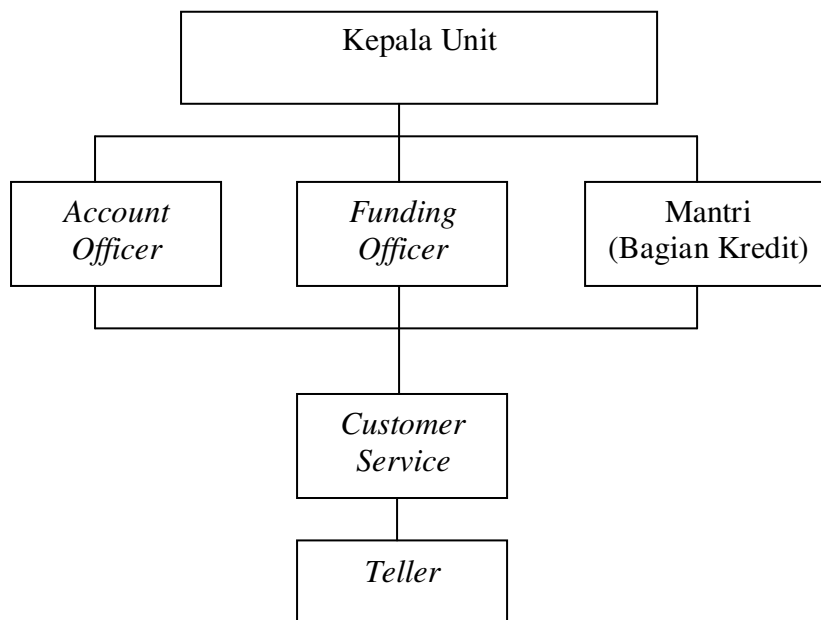 Kepala Unit
Account
Officer
Funding
Officer
Mantri
(Bagian Kredit)
Customer
Service
Teller